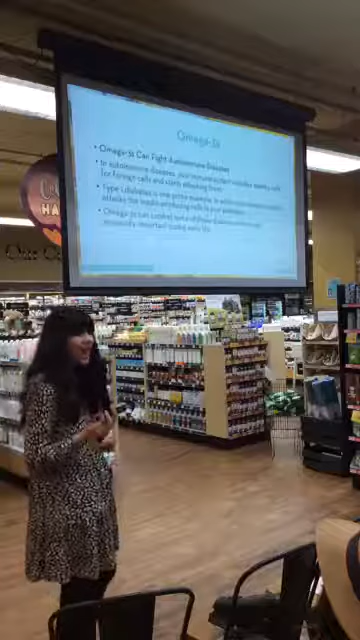 Omega-3s
• Omega-3s Can Fight Autoimmune Diseases
• In autoimmune diseases, your immune system mistakes healthy cells
for foreign cells and starts attacking them
• Type 1 diabetes is one prime example, in which your immune system
attacks the insulin-producing cells in your pancreas
• Omega-3s can combat some of these diseases and may be
especially important during early life
Our